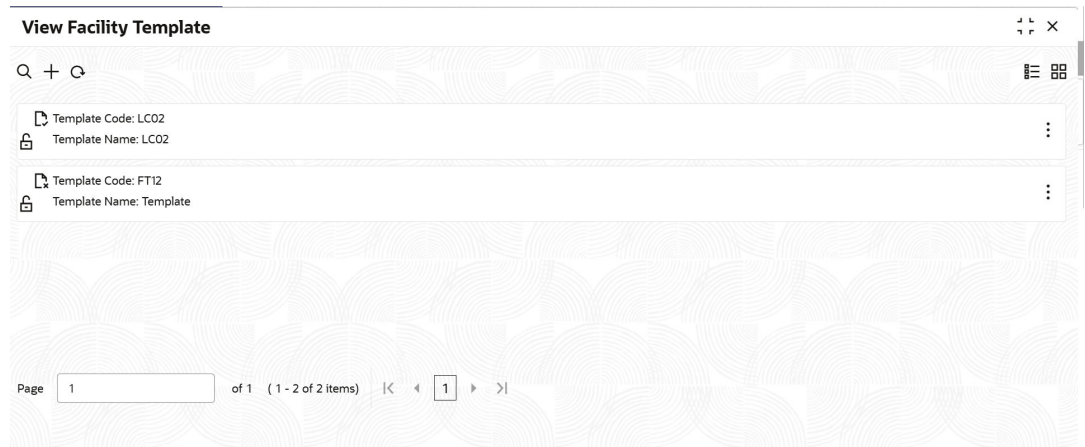 View Facility Template
Template Code: LC02
Template Name: LC02
Template Code: FT12
Template Name: Template
Page 1 of 1 ( 1 - 2 of 2 items) 1